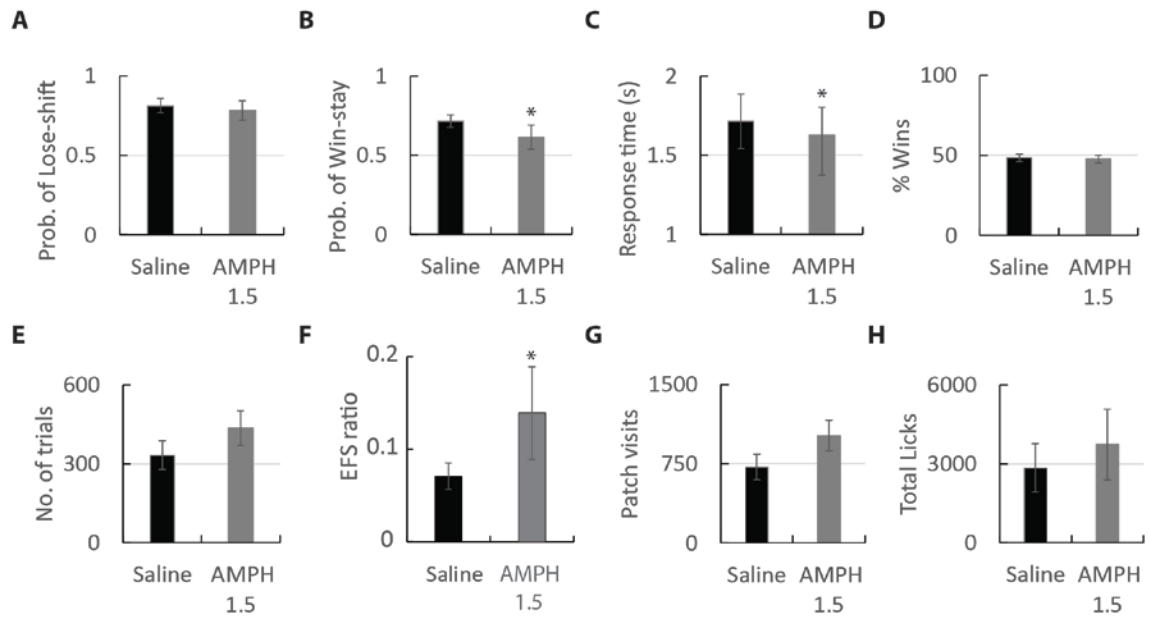 A
Prob. of Lose-shift
1
0.5
0
Saline AMPH
1.5
B
Prob. of Win-stay
1
0.5
0
*
Saline AMPH
1.5
C
Response time (s)
2
1.5
1
*
Saline AMPH
1.5
D
% Wins
100
50
0
Saline AMPH
1.5
E
No. of trials
600
300
0
Saline AMPH
1.5
F
EFS ratio
0.2
0.1
0
*
Saline AMPH
1.5
G
Patch visits
1500
750
0
Saline AMPH
1.5
H
Total Licks
6000
3000
0
Saline AMPH
1.5